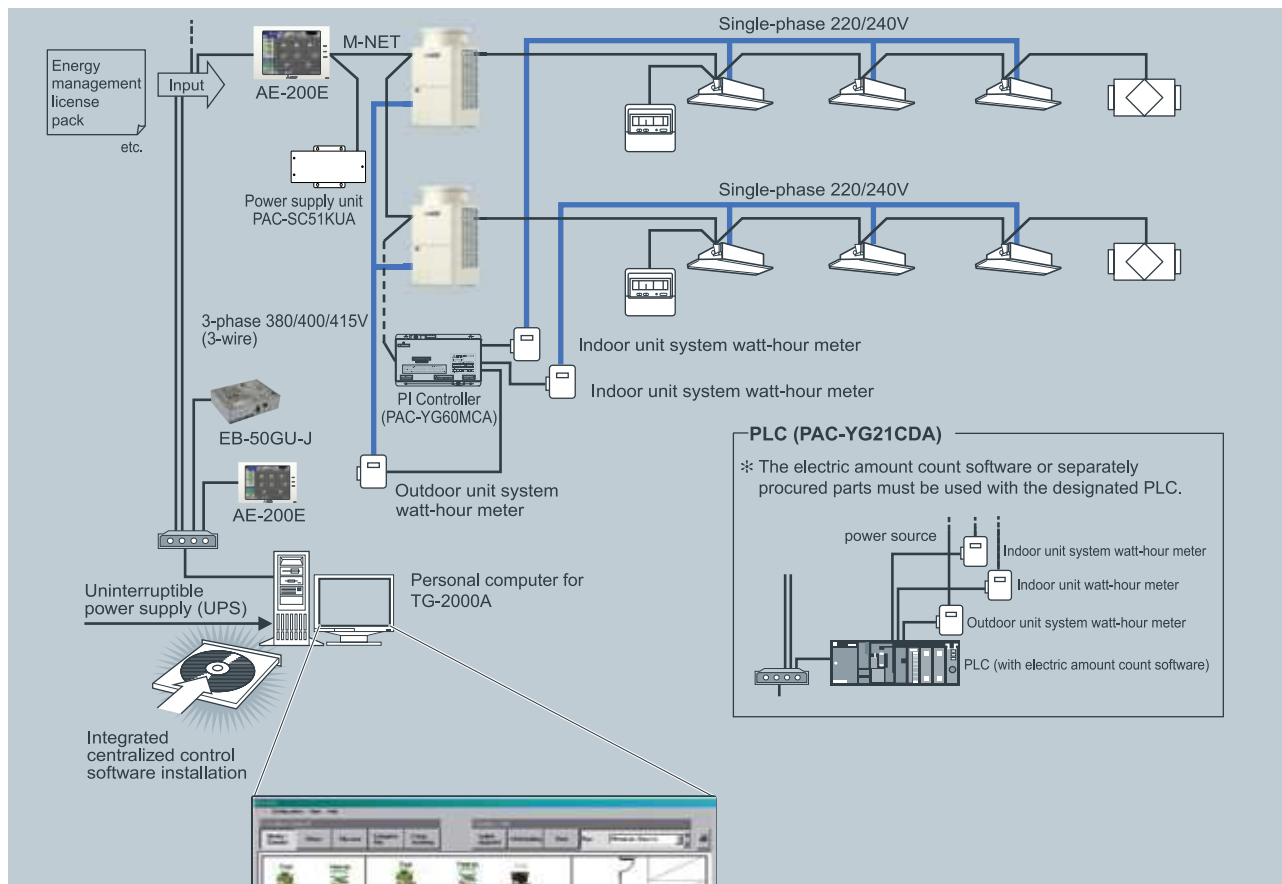 Single-phase 220/240V
M-NET
Energy
management
license
pack
etc.
Input
AE-200E
Power supply unit
PAC-SC51KUA
Single-phase 220/240V
3-phase 380/400/415V
(3-wire)
Indoor unit system watt-hour meter
Indoor unit system watt-hour meter
PI Controller
(PAC-YG60MCA)
EB-50GU-J
AE-200E
Outdoor unit system
watt-hour meter
Personal computer for
TG-2000A
Uninterruptible
power supply (UPS)
Integrated
centralized control
software installation
PLC (PAC-YG21CDA)
✻ The electric amount count software or separately
procured parts must be used with the designated PLC.
power source
Indoor unit system watt-hour meter
Indoor unit watt-hour meter
Outdoor unit system watt-hour meter
PLC (with electric amount count software)